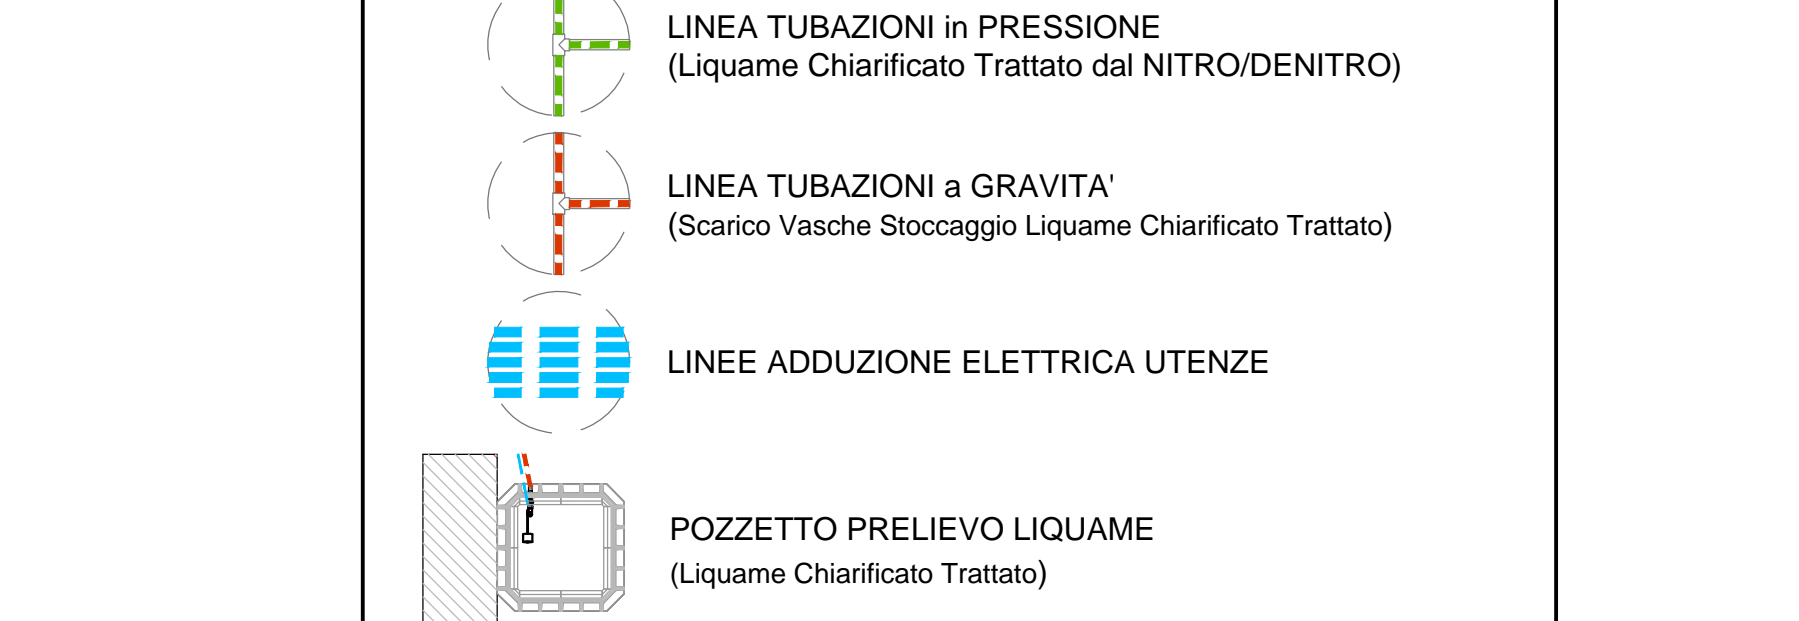 LINEA TUBAZIONI in PRESSIONE
(Liquame Chiarificato Trattato dal NITRO/DENITRO)
LINEA TUBAZIONI a GRAVITA'
(Scarico Vasche Stoccaggio Liquame Chiarificato Trattato)
LINEE ADDUZIONE ELETTRICA UTENZE
POZZETTO PRELIEVO LIQUAME
(Liquame Chiarificato Trattato)